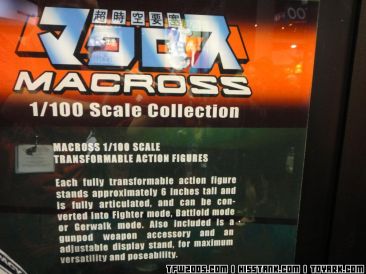 超時空要塞
マクロス
MACROSS
1/100 Scale Collection
MACROSS 1/100 SCALE
TRANSFORMABLE ACTION FIGURES
Each fully transformable action figure
stands approximately 6 inches tall and
is fully articulated, and can be con-
verted into Fighter mode, Battloid mode
or Gerwalk mode. Also included is a
gunpod weapon accessory and an
adjustable display stand, for maximum
versatility and poseability.
TFW2005.COM | HISSTANK.COM | TOYARK.COM